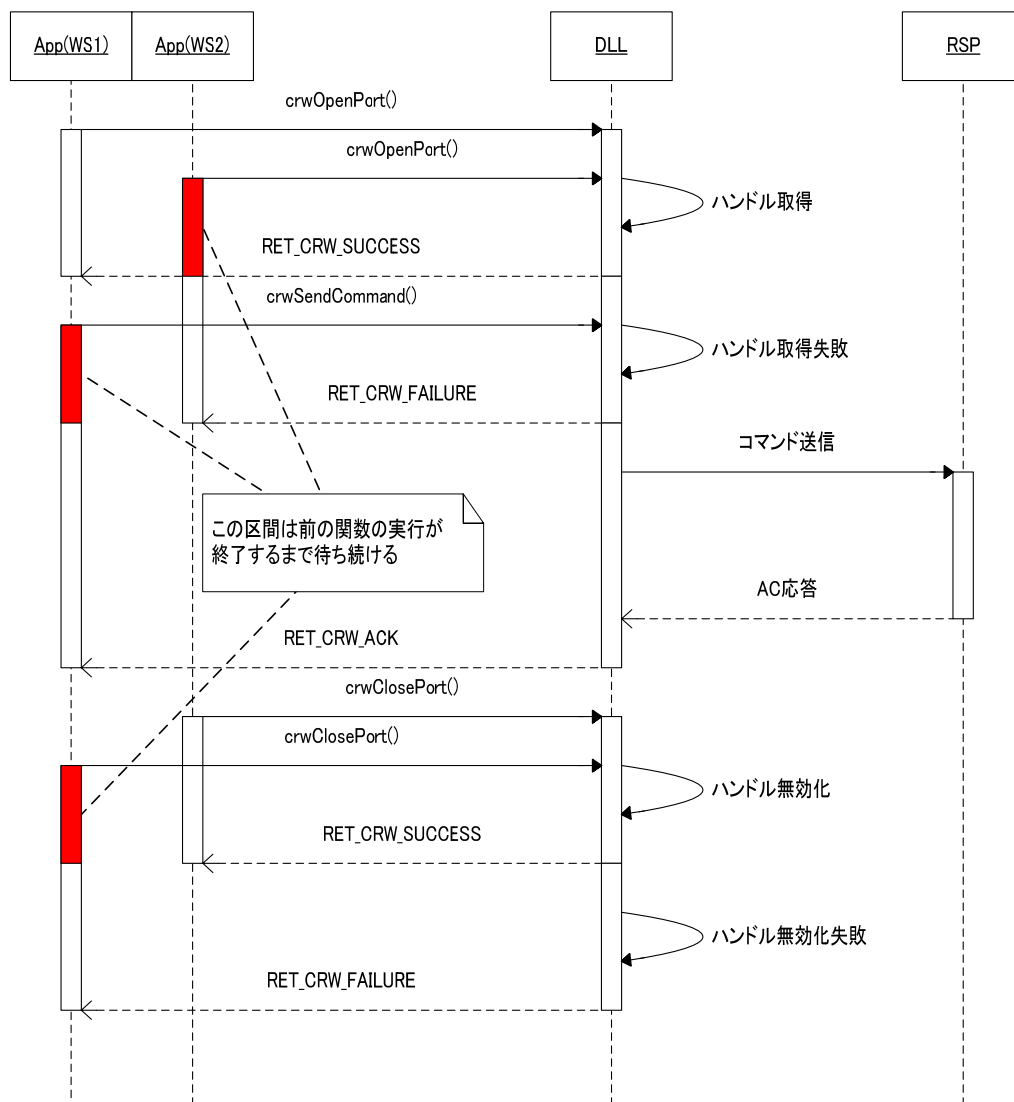 App(WS1)
App(WS2)
DLL
RSP
crwOpenPort()
crwOpenPort()
ハンドル取得
RET_CRW_SUCCESS
crwSendCommand()
ハンドル取得失敗
RET_CRW_FAILURE
コマンド送信
この区間は前の関数の実行が
終了するまで待ち続ける
AC応答
RET_CRW_ACK
crwClosePort()
crwClosePort()
ハンドル無効化
RET_CRW_SUCCESS
ハンドル無効化失敗
RET_CRW_FAILURE